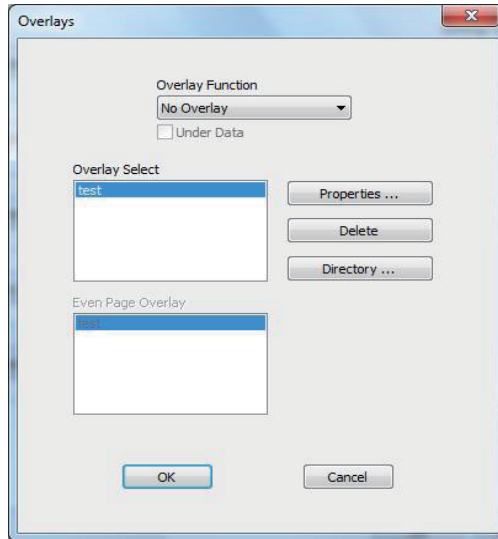 Overlays
Overlay Function
No Overlay
Under Data
Overlay Select
test
Properties ...
Delete
Directory ...
Even Page Overlay
test
OK
Cancel